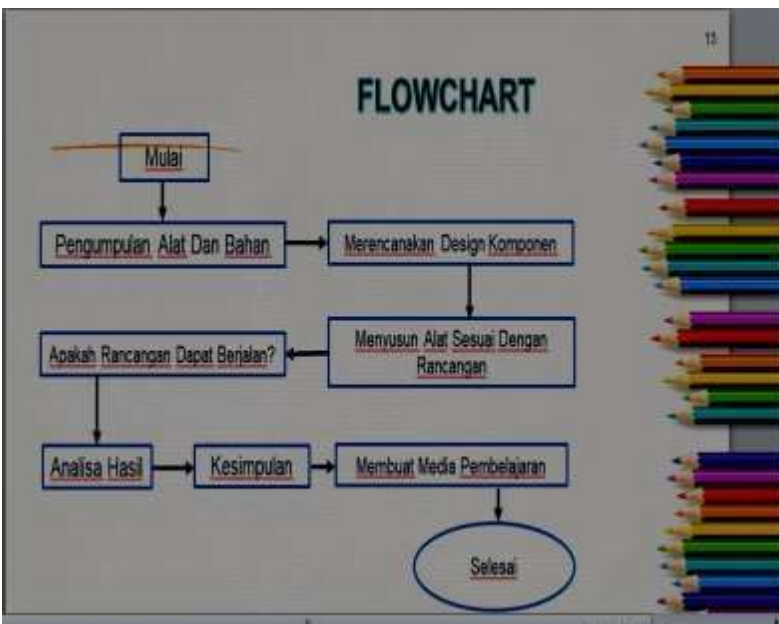 13
FLOWCHART
Mulai
Pengumpulan Alat Dan Bahan
Merencanakan Design Komponen
Menyusun Alat Sesuai Dengan
Rancangan
Apakah Rancangan Dapat Berjalan?
Analisa Hasil
Kesimpulan
Membuat Media Pembelajaran
Selesai